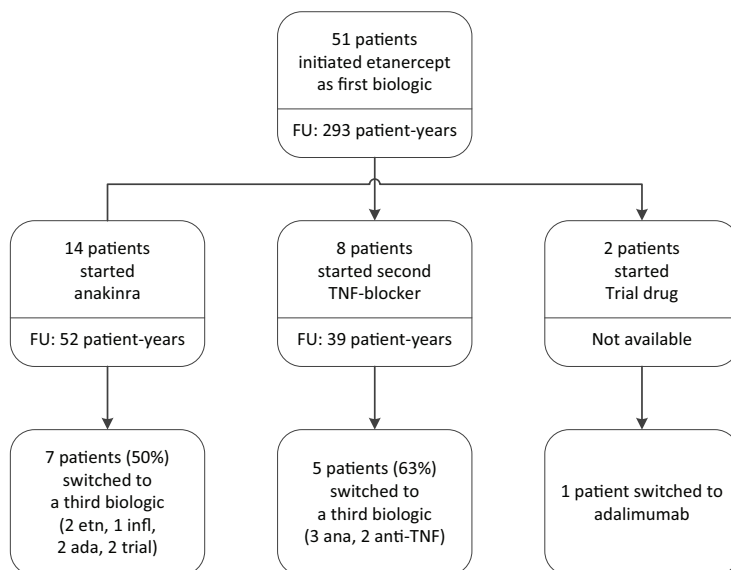 51 patients
initiated etanercept
as first biologic
FU: 293 patient-years
14 patients
started
anakinra
FU: 52 patient-years
8 patients
started second
TNF-blocker
FU: 39 patient-years
2 patients
started
Trial drug
Not available
7 patients (50%)
switched to
a third biologic
(2 etn, 1 infl,
2 ada, 2 trial)
5 patients (63%)
switched to
a third biologic
(3 ana, 2 anti-TNF)
1 patient switched to
adalimumab